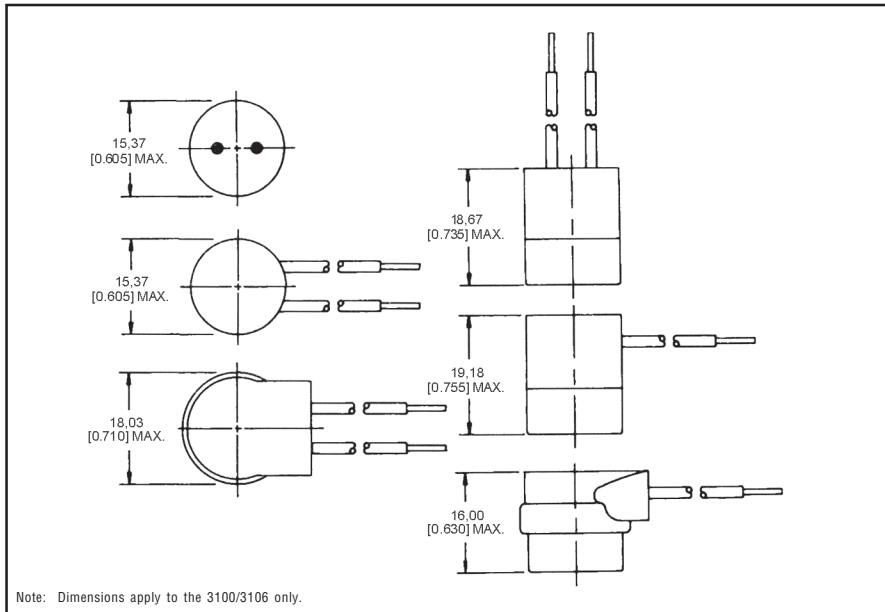 15,37
[0.605] MAX.
18,67
[0.735] MAX.
15,37
[0.605] MAX.
19,18
[0.755] MAX.
18,03
[0.710] MAX.
16,00
[0.630] MAX.
Note: Dimensions apply to the 3100/3106 only.